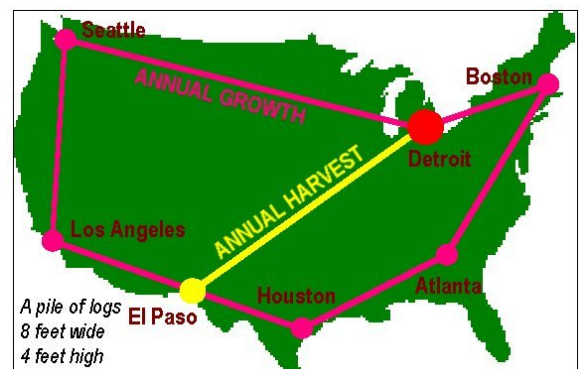 Seattle
Boston
ANNUAL GROWTH
Detroit
ANNUAL HARVEST
Los Angeles
Atlanta
Houston
El Paso
A pile of logs
8 feet wide
4 feet high